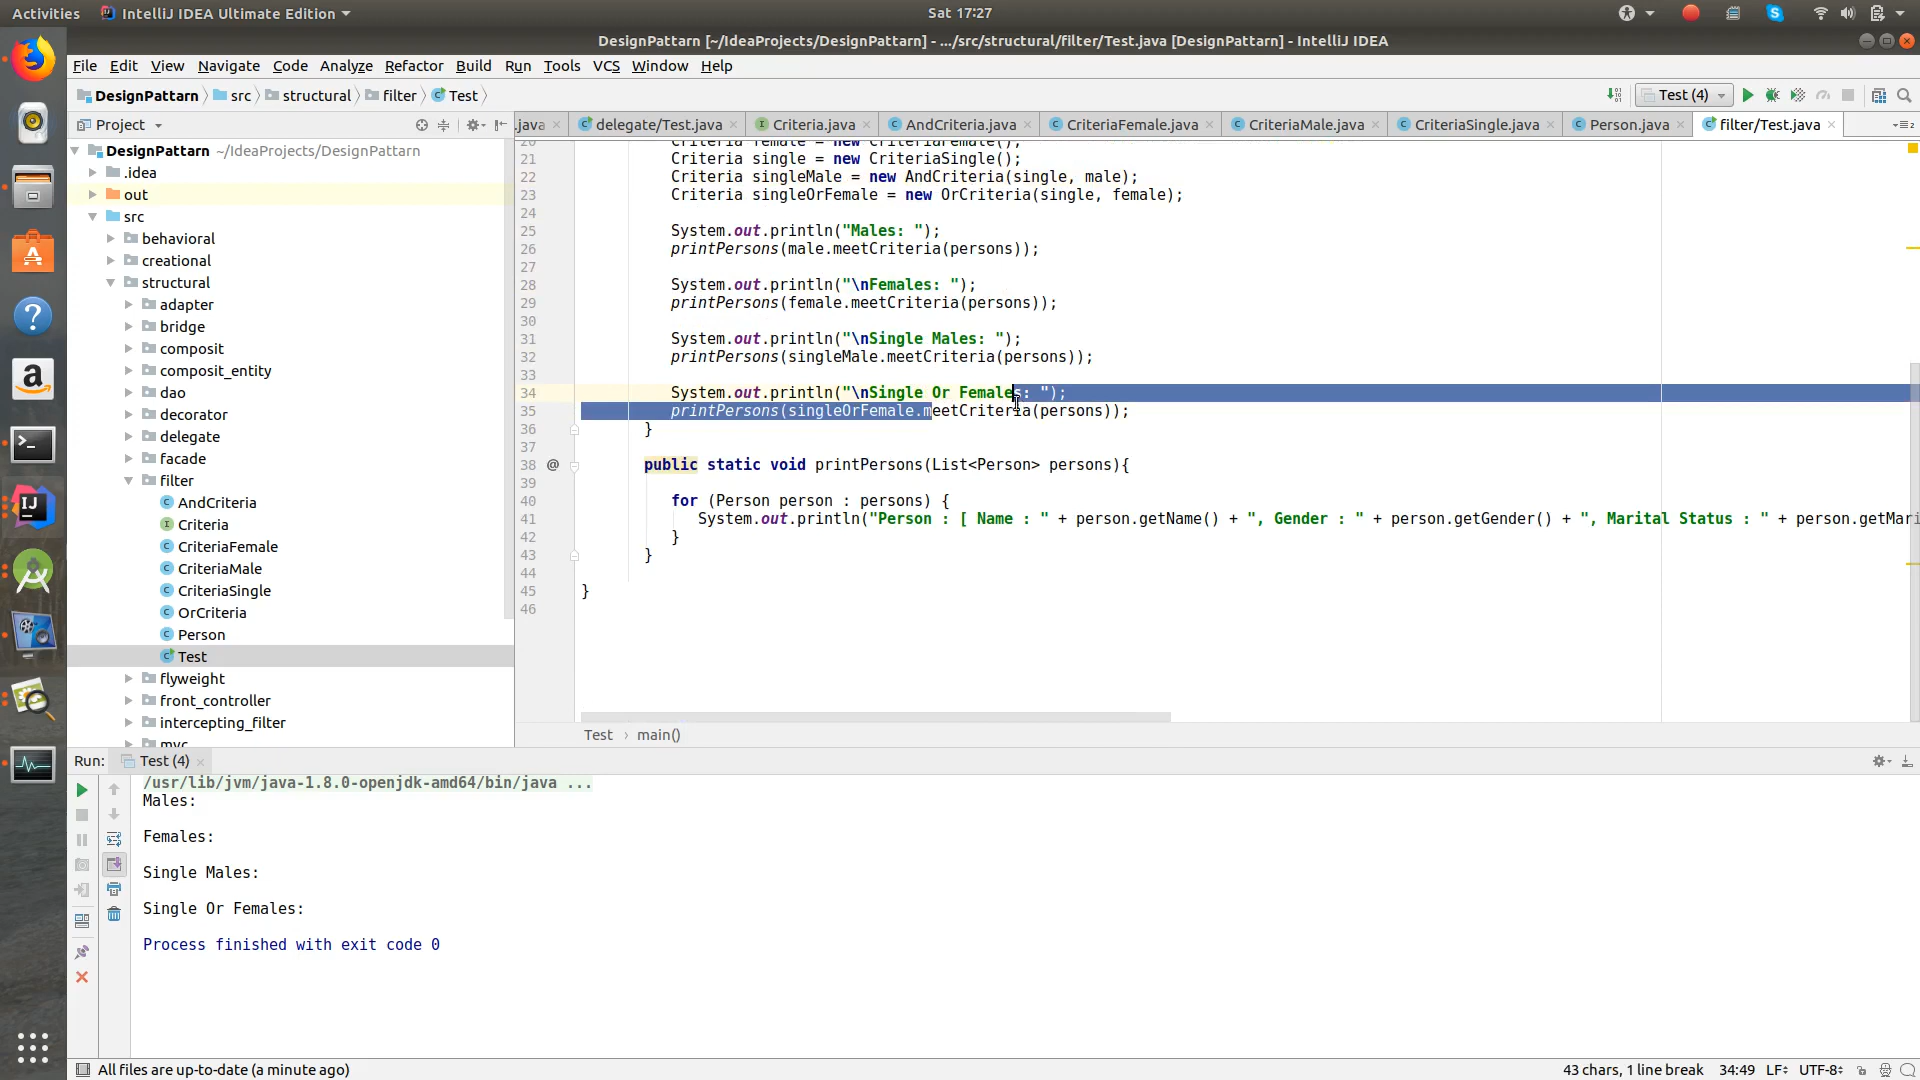 Activities
IntelliJ IDEA Ultimate Edition
Sat 17:27
DesignPattarn [~/IdeaProjects/DesignPattarn] - .../src/structural/filter/Test.java [DesignPattarn] - IntelliJ IDEA
File Edit View Navigate Code Analyze Refactor Build Run Tools VCS Window Help
DesignPattarn src structural filter Test
Test (4)
Project
.java delegate/Test.java Criteria.java AndCriteria.java CriteriaFemale.java CriteriaMale.java CriteriaSingle.java Person.java filter/Test.java
DesignPattarn ~/IdeaProjects/DesignPattarn
.idea
out
src
behavioral
creational
structural
adapter
bridge
composit
composit_entity
dao
decorator
delegate
facade
filter
AndCriteria
Criteria
CriteriaFemale
CriteriaMale
CriteriaSingle
OrCriteria
Person
Test
flyweight
front_controller
intercepting_filter
mvc
20 Criteria female = new CriteriaFemale();
21 Criteria single = new CriteriaSingle();
22 Criteria singleMale = new AndCriteria(single, male);
23 Criteria singleOrFemale = new OrCriteria(single, female);
24
25 System.out.println("Males: ");
26 printPersons(male.meetCriteria(persons));
27
28 System.out.println("\nFemales: ");
29 printPersons(female.meetCriteria(persons));
30
31 System.out.println("\nSingle Males: ");
32 printPersons(singleMale.meetCriteria(persons));
33
34 System.out.println("\nSingle Or Females: ");
35 printPersons(singleOrFemale.meetCriteria(persons));
36 }
37
38 @ public static void printPersons(List<Person> persons){
39
40 for (Person person : persons) {
41 System.out.println("Person : [ Name : " + person.getName() + ", Gender : " + person.getGender() + ", Marital Status : " + person.getMari
42 }
43 }
44
45 }
46
Test › main()
Run: Test (4)
/usr/lib/jvm/java-1.8.0-openjdk-amd64/bin/java ...
Males:
Females:
Single Males:
Single Or Females:
Process finished with exit code 0
All files are up-to-date (a minute ago)
43 chars, 1 line break 34:49 LF UTF-8